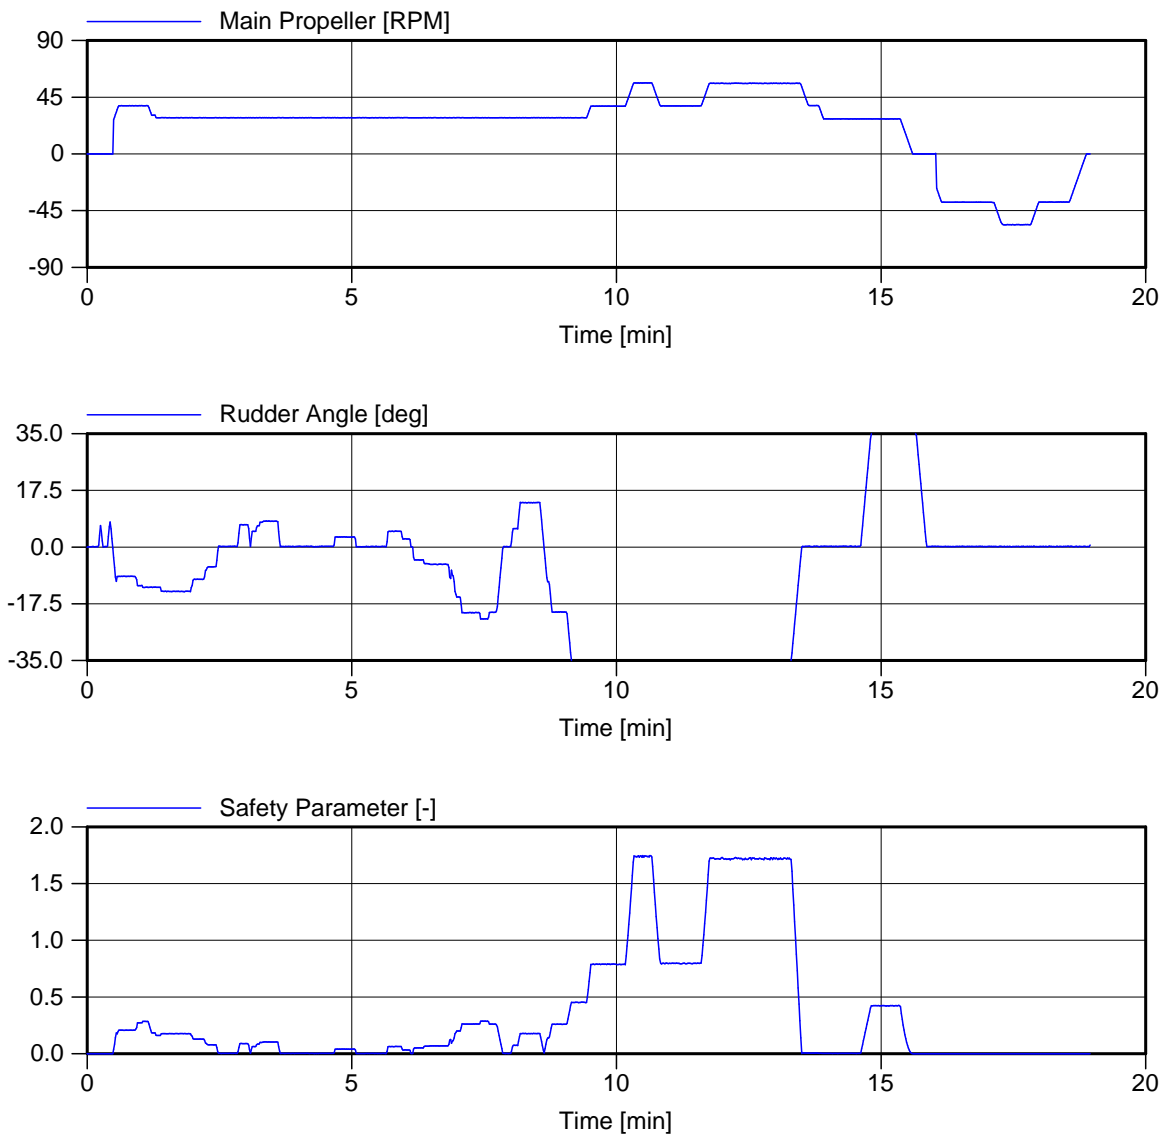 Main Propeller [RPM]
90
45
0
-45
-90
0 5 10 15 20
Time [min]
Rudder Angle [deg]
35.0
17.5
0.0
-17.5
-35.0
0 5 10 15 20
Time [min]
Safety Parameter [-]
2.0
1.5
1.0
0.5
0.0
0 5 10 15 20
Time [min]